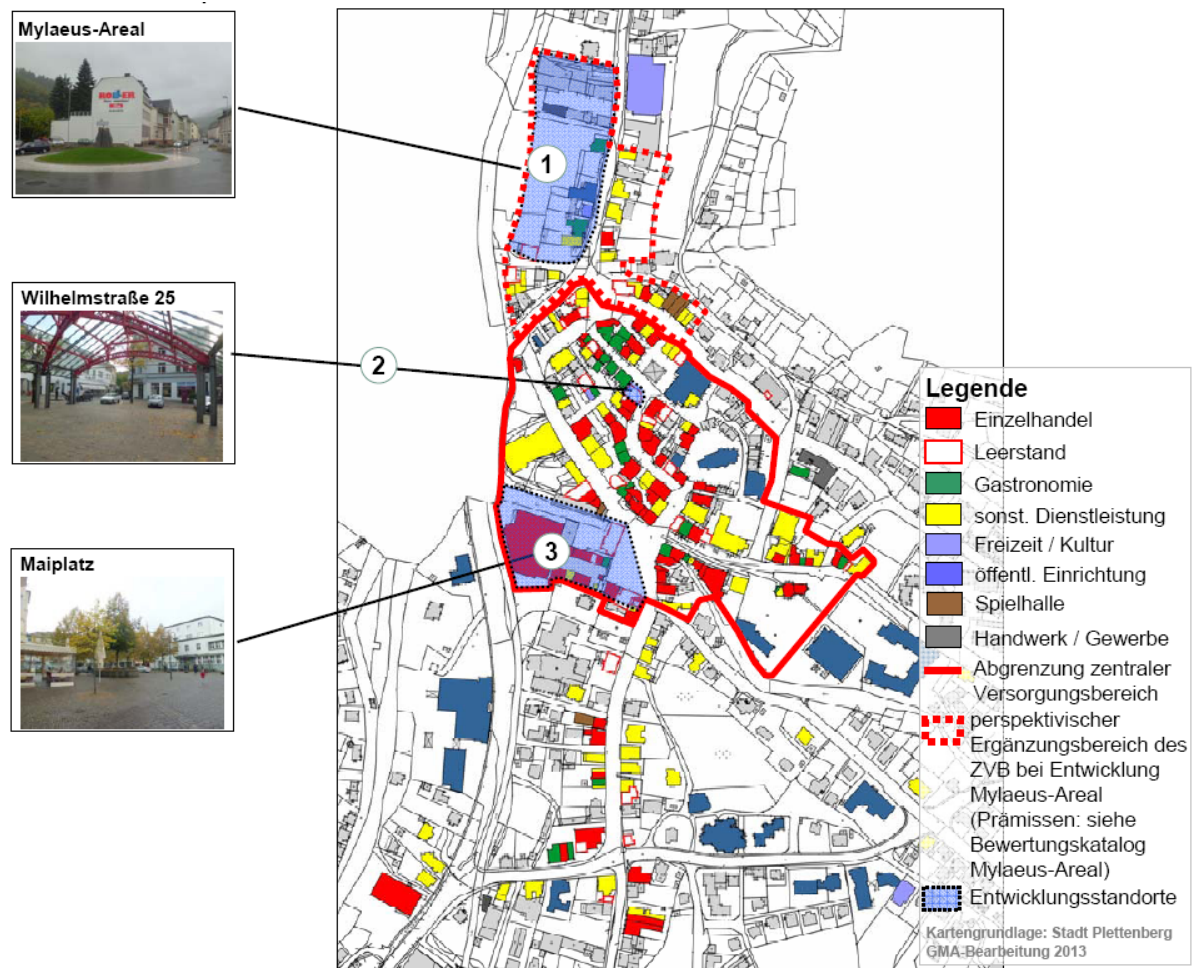 Mylaeus-Areal
1
Wilhelmstraße 25
2
Maiplatz
3
Legende
Einzelhandel
Leerstand
Gastronomie
sonst. Dienstleistung
Freizeit / Kultur
öffentl. Einrichtung
Spielhalle
Handwerk / Gewerbe
Abgrenzung zentraler
Versorgungsbereich
perspektivischer
Ergänzungsbereich des
ZVB bei Entwicklung
Mylaeus-Areal
(Prämissen: siehe
Bewertungskatalog
Mylaeus-Areal)
Entwicklungsstandorte
Kartengrundlage: Stadt Plettenberg
GMA-Bearbeitung 2013